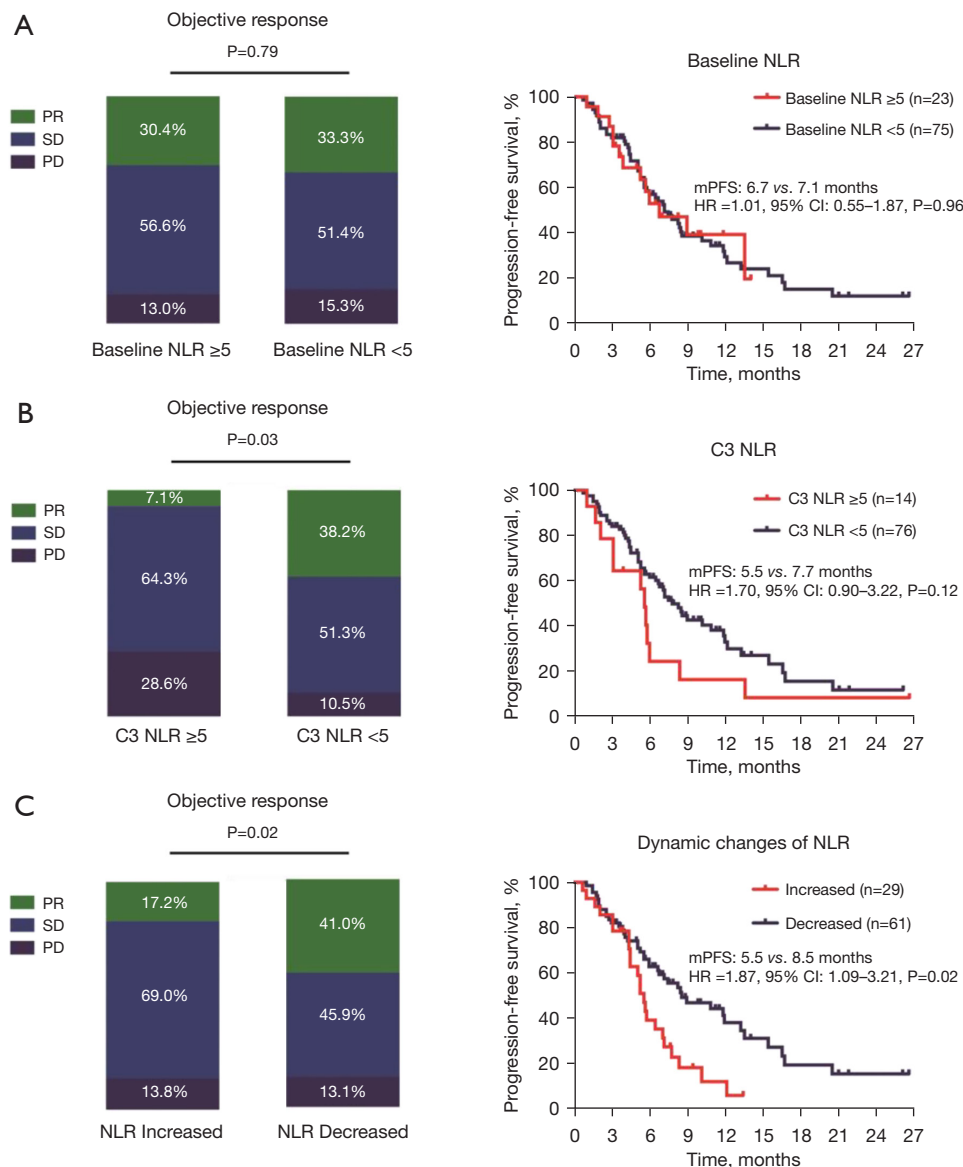 A
Objective response
P=0.79
PR
SD
PD
30.4%
33.3%
56.6%
51.4%
13.0%
15.3%
Baseline NLR ≥5
Baseline NLR <5
Baseline NLR
Progression-free survival, %
100
80
60
40
20
0
Baseline NLR ≥5 (n=23)
Baseline NLR <5 (n=75)
mPFS: 6.7 vs. 7.1 months
HR =1.01, 95% CI: 0.55–1.87, P=0.96
0 3 6 9 12 15 18 21 24 27
Time, months
B
Objective response
P=0.03
PR
SD
PD
7.1%
38.2%
64.3%
51.3%
28.6%
10.5%
C3 NLR ≥5
C3 NLR <5
C3 NLR
Progression-free survival, %
100
80
60
40
20
0
C3 NLR ≥5 (n=14)
C3 NLR <5 (n=76)
mPFS: 5.5 vs. 7.7 months
HR =1.70, 95% CI: 0.90–3.22, P=0.12
0 3 6 9 12 15 18 21 24 27
Time, months
C
Objective response
P=0.02
PR
SD
PD
17.2%
41.0%
69.0%
45.9%
13.8%
13.1%
NLR Increased
NLR Decreased
Dynamic changes of NLR
Progression-free survival, %
100
80
60
40
20
0
Increased (n=29)
Decreased (n=61)
mPFS: 5.5 vs. 8.5 months
HR =1.87, 95% CI: 1.09–3.21, P=0.02
0 3 6 9 12 15 18 21 24 27
Time, months